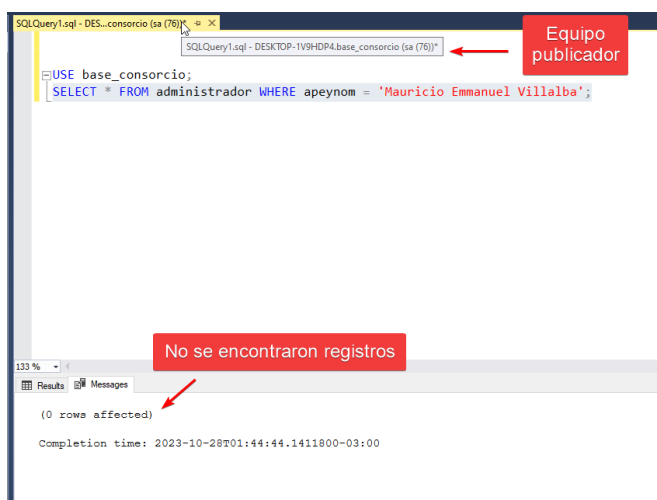 SQLQuery1.sql - DES...consorcio (sa (76))*
SQLQuery1.sql - DESKTOP-1V9HDP4.base_consorcio (sa (76))*
Equipo
publicador
USE base_consorcio;
SELECT * FROM administrador WHERE apeynom = 'Mauricio Emmanuel Villalba';
No se encontraron registros
133 %
Results Messages
(0 rows affected)
Completion time: 2023-10-28T01:44:44.1411800-03:00